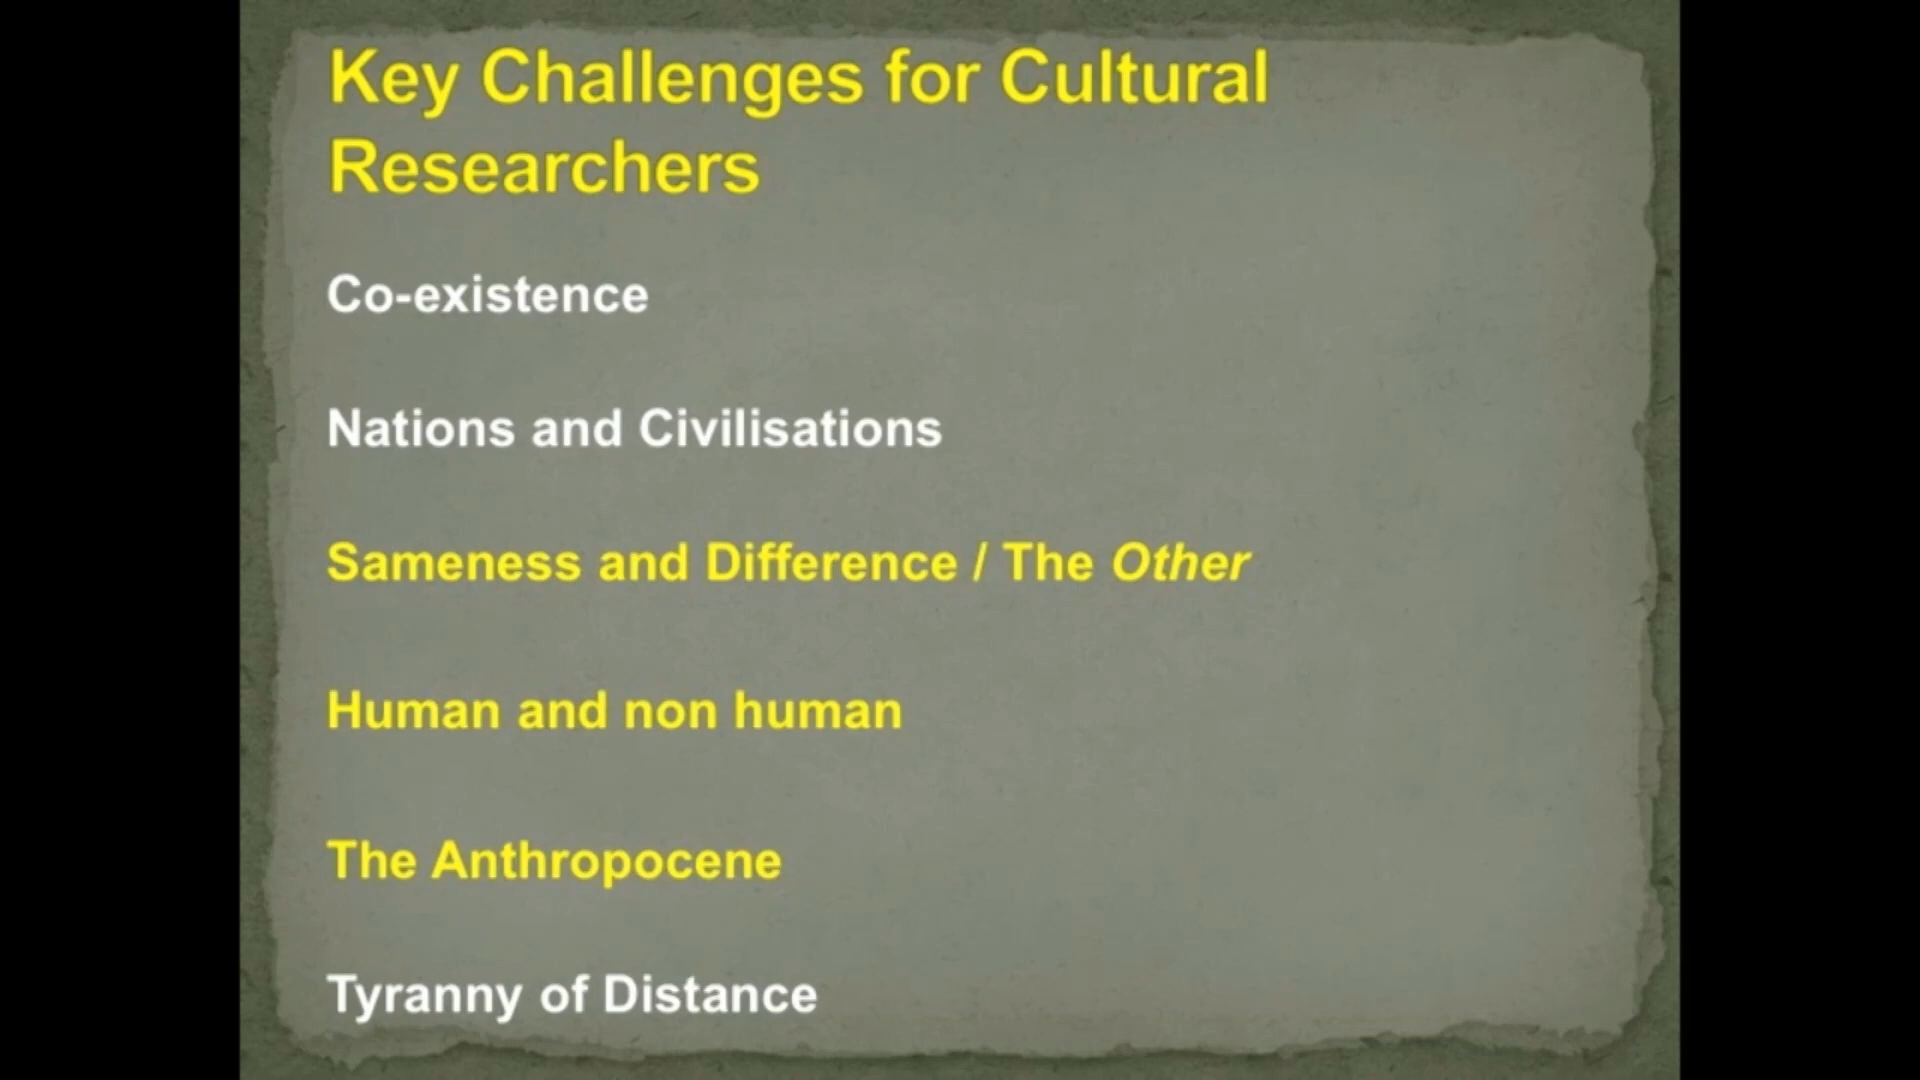 Key Challenges for Cultural
Researchers
Co-existence
Nations and Civilisations
Sameness and Difference / The Other
Human and non human
The Anthropocene
Tyranny of Distance